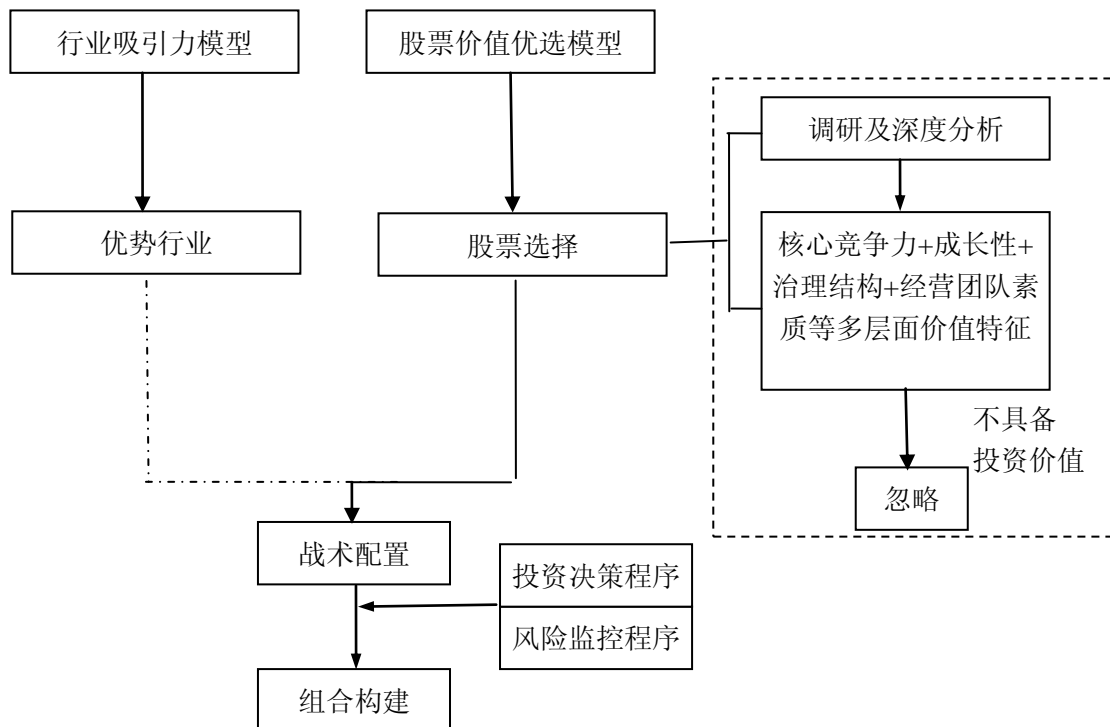 行业吸引力模型
股票价值优选模型
调研及深度分析
优势行业
股票选择
核心竞争力+成长性+
治理结构+经营团队素
质等多层面价值特征
不具备
投资价值
忽略
战术配置
投资决策程序
风险监控程序
组合构建